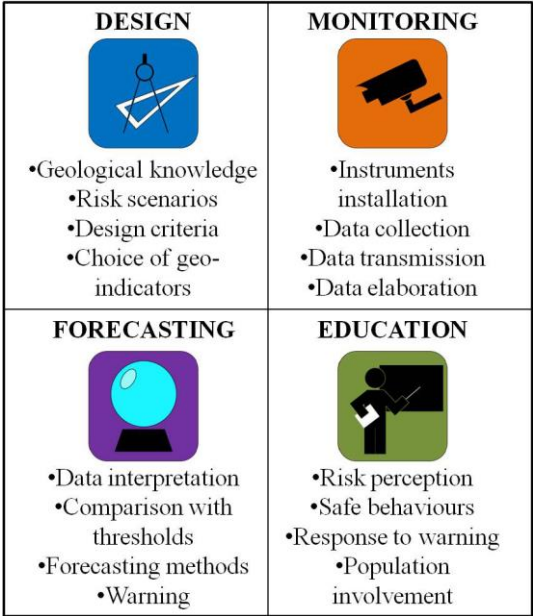 DESIGN
•Geological knowledge
•Risk scenarios
•Design criteria
•Choice of geo-
indicators
MONITORING
•Instruments
installation
•Data collection
•Data transmission
•Data elaboration
FORECASTING
•Data interpretation
•Comparison with
thresholds
•Forecasting methods
•Warning
EDUCATION
•Risk perception
•Safe behaviours
•Response to warning
•Population
involvement